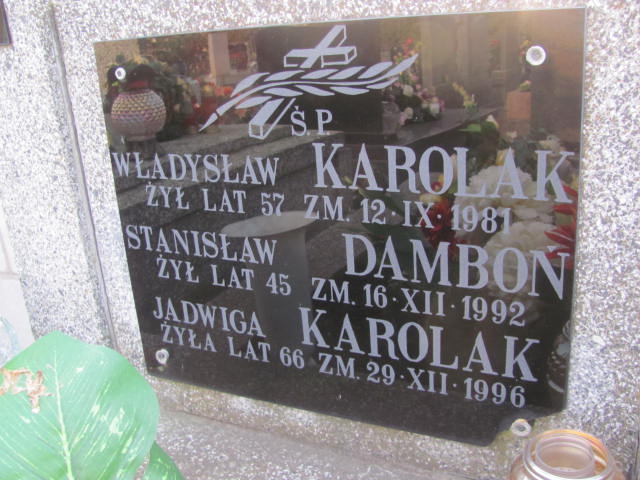 Ś.P.
WŁADYSŁAW KAROLAK
ŻYŁ LAT 57 ZM. 12·IX·1981
STANISŁAW DAMBOŃ
ŻYŁ LAT 45 ZM. 16·XII·1992
JADWIGA KAROLAK
ŻYŁA LAT 66 ZM. 29·XII·1996